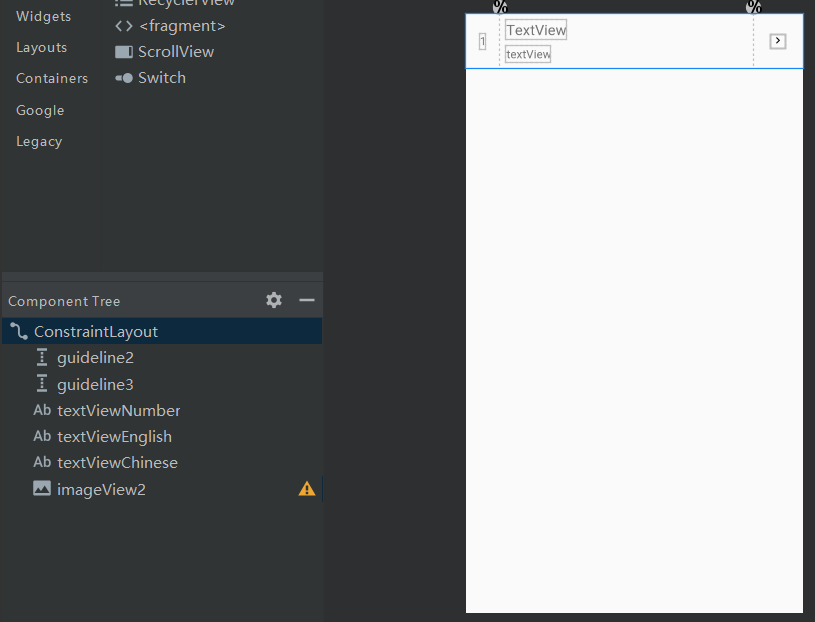 RecyclerView
Widgets
<fragment>
Layouts
ScrollView
Containers
Switch
Google
Legacy
Component Tree
ConstraintLayout
guideline2
guideline3
Ab textViewNumber
Ab textViewEnglish
Ab textViewChinese
imageView2
% %
TextView
1
textView